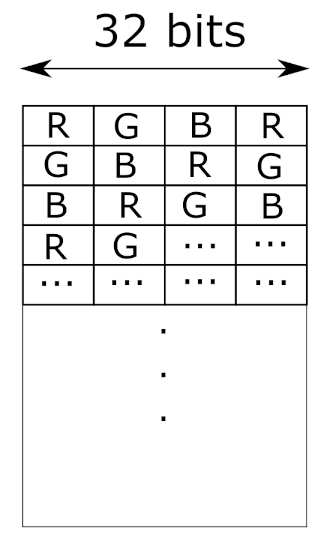 32 bits
R G B R
G B R G
B R G B
R G ... ...
... ... ... ...
.
.
.